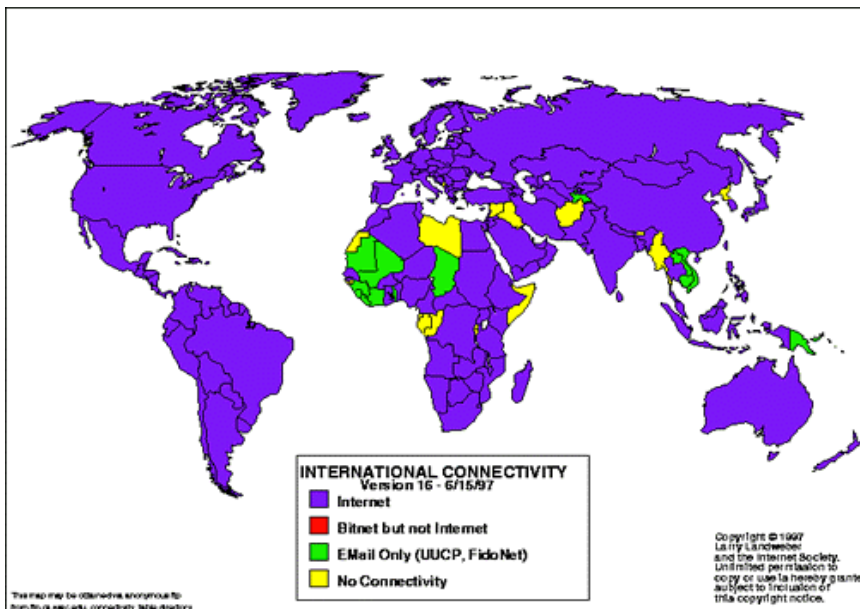 INTERNATIONAL CONNECTIVITY
Version 16 - 6/15/97
Internet
Bitnet but not Internet
EMail Only (UUCP, FidoNet)
No Connectivity
Copyright © 1997
Larry Landweber
and the Internet Society.
Unlimited permission to
copy or use is hereby grante
subject to inclusion of
this copyright notice.
This map may be obtained via anonymous ftp